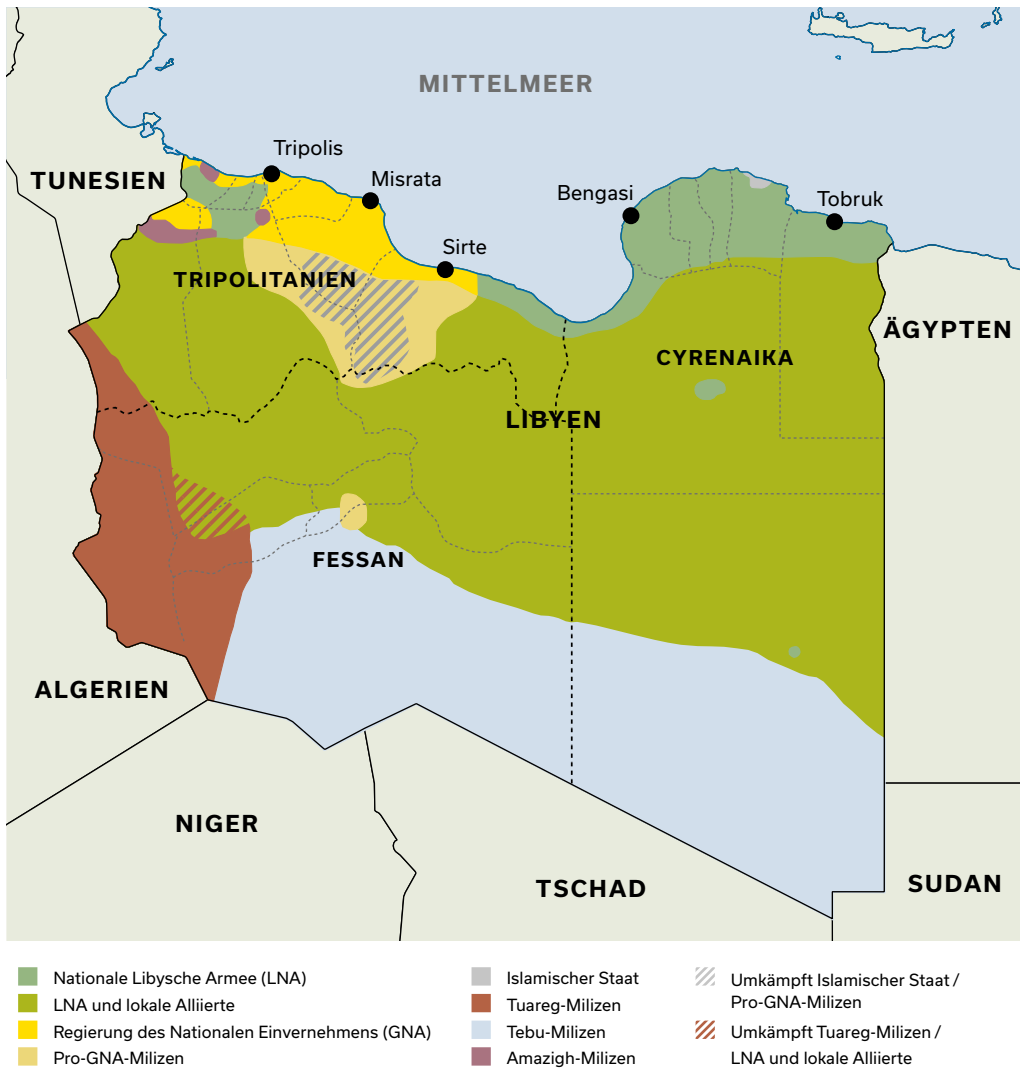 MITTELMEER
Tripolis
TUNESIEN
Misrata
Bengasi
Tobruk
Sirte
TRIPOLITANIEN
ÄGYPTEN
CYRENAIKA
LIBYEN
FESSAN
ALGERIEN
NIGER
TSCHAD
SUDAN
Nationale Libysche Armee (LNA)
LNA und lokale Alliierte
Regierung des Nationalen Einvernehmens (GNA)
Pro-GNA-Milizen
Islamischer Staat
Tuareg-Milizen
Tebu-Milizen
Amazigh-Milizen
Umkämpft Islamischer Staat /
Pro-GNA-Milizen
Umkämpft Tuareg-Milizen /
LNA und lokale Alliierte